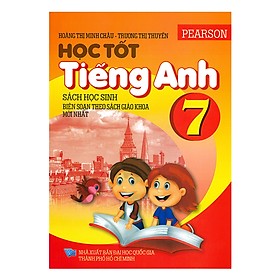 HOÀNG THỊ MINH CHÂU - TRƯƠNG THỊ TRUYỀN
PEARSON
HỌC TỐT
Tiếng Anh
SÁCH HỌC SINH
BIÊN SOẠN THEO SÁCH GIÁO KHOA
MỚI NHẤT
7
NHÀ XUẤT BẢN ĐẠI HỌC QUỐC GIA
THÀNH PHỐ HỒ CHÍ MINH